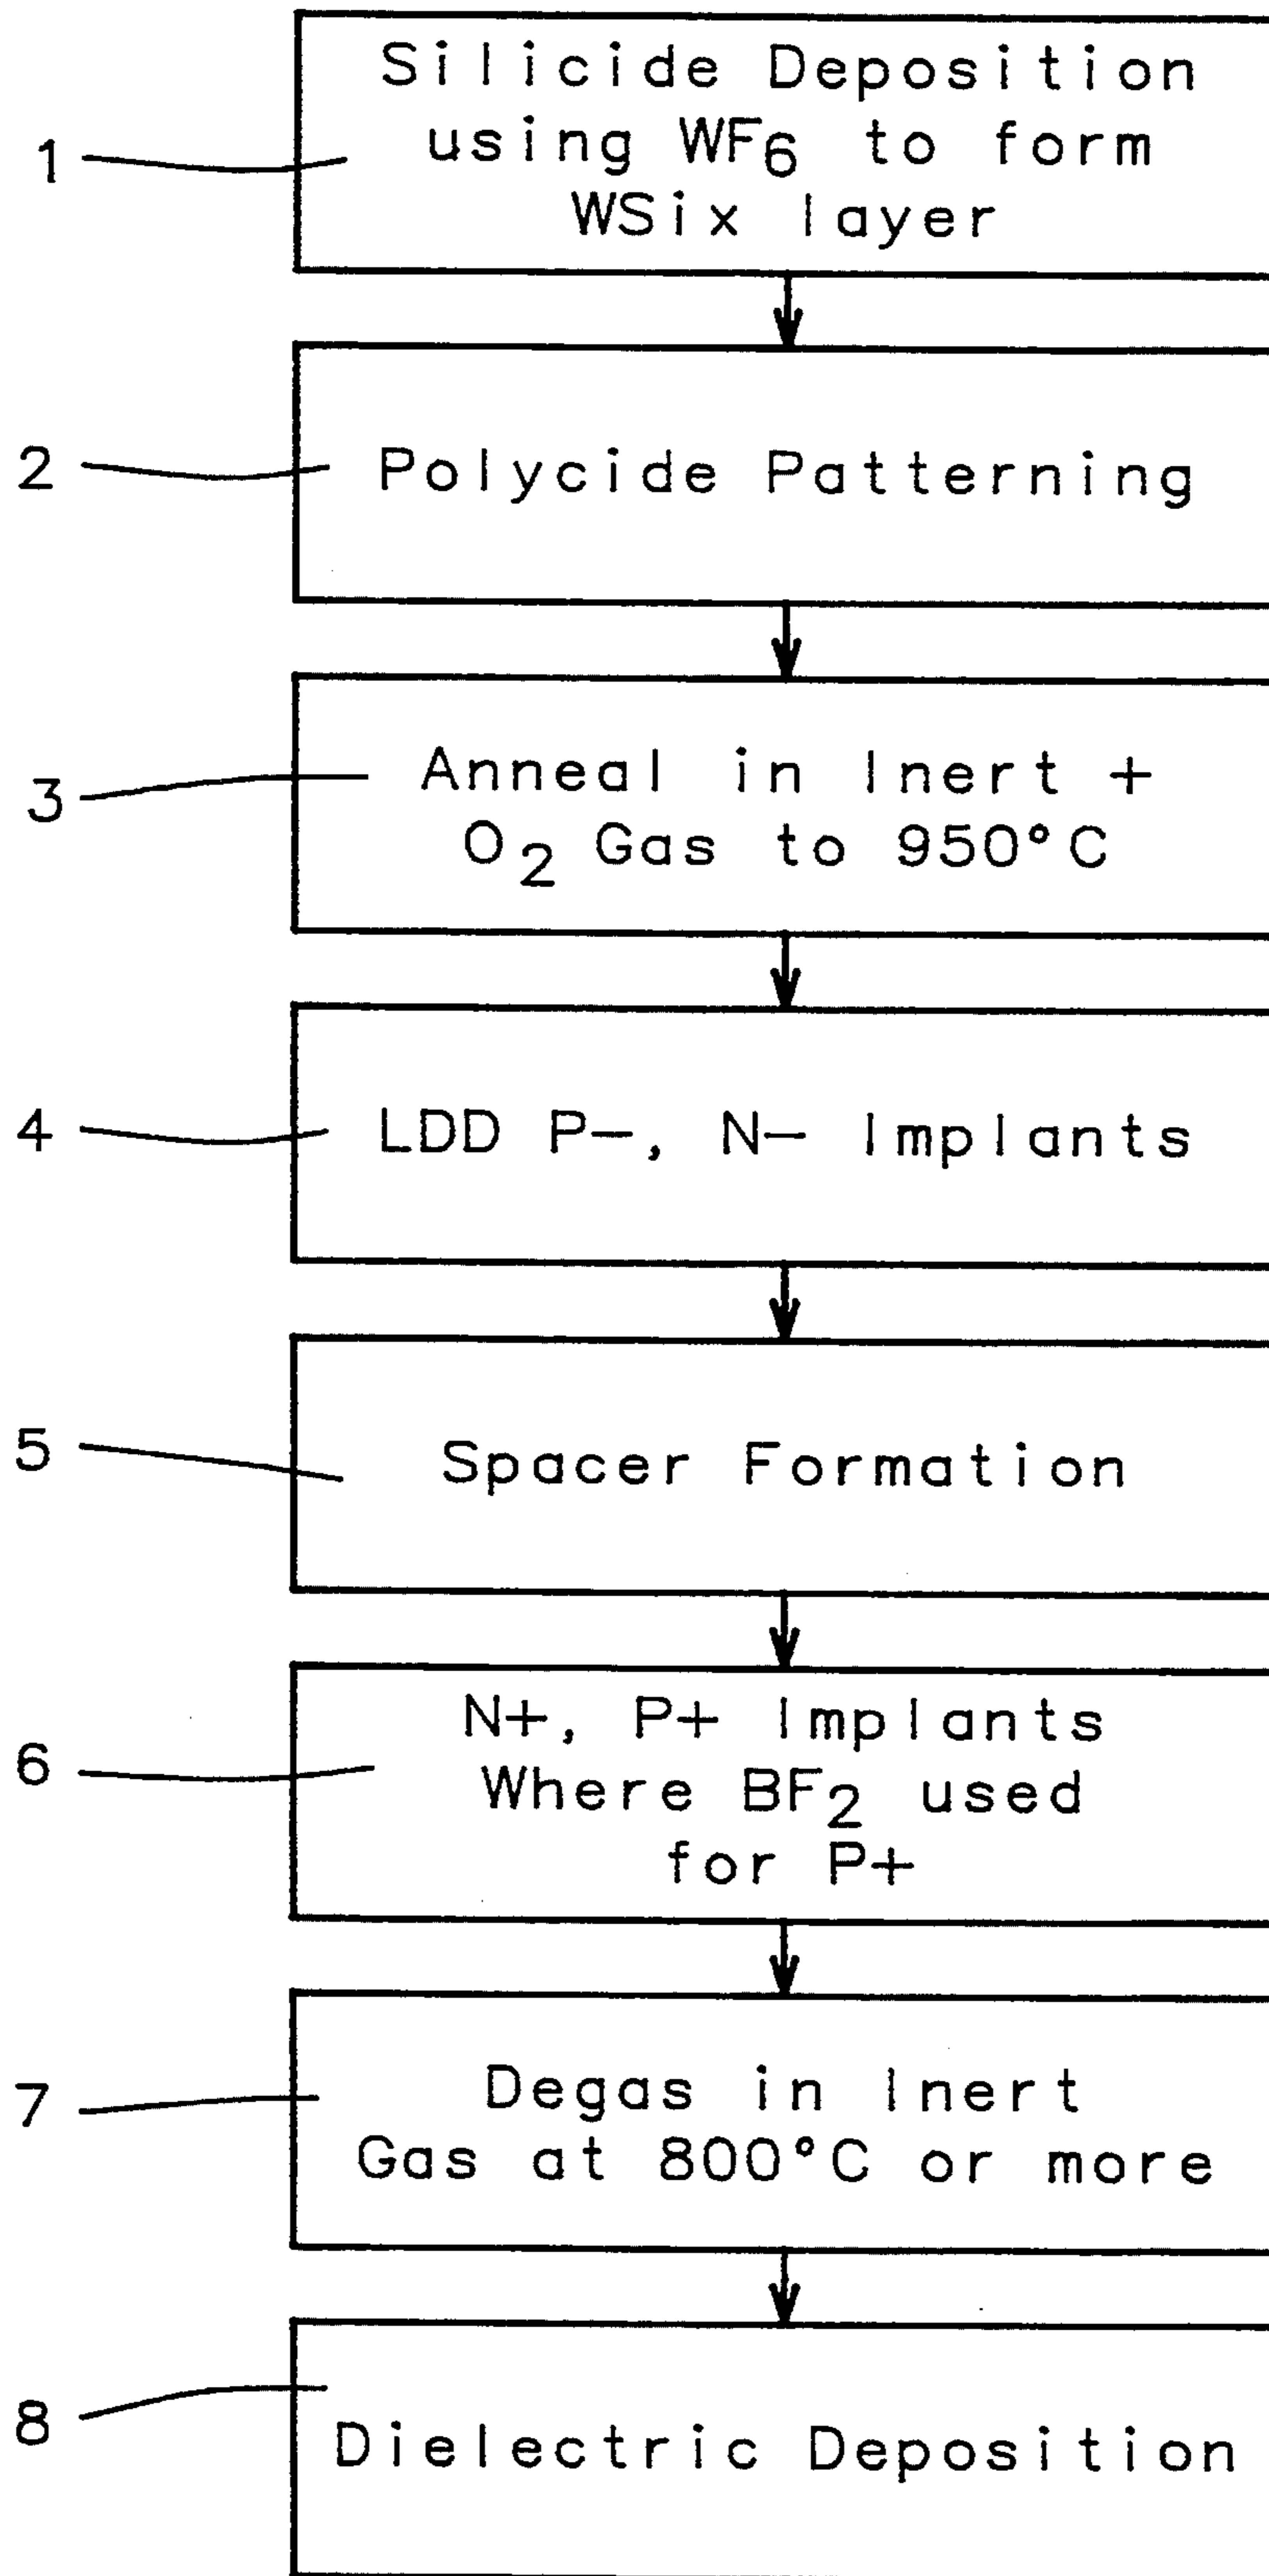 1
Silicide Deposition
using WF6 to form
WSix layer
2
Polycide Patterning
3
Anneal in Inert +
O2 Gas to 950°C
4
LDD P-, N- Implants
5
Spacer Formation
6
N+, P+ Implants
Where BF2 used
for P+
7
Degas in Inert
Gas at 800°C or more
8
Dielectric Deposition